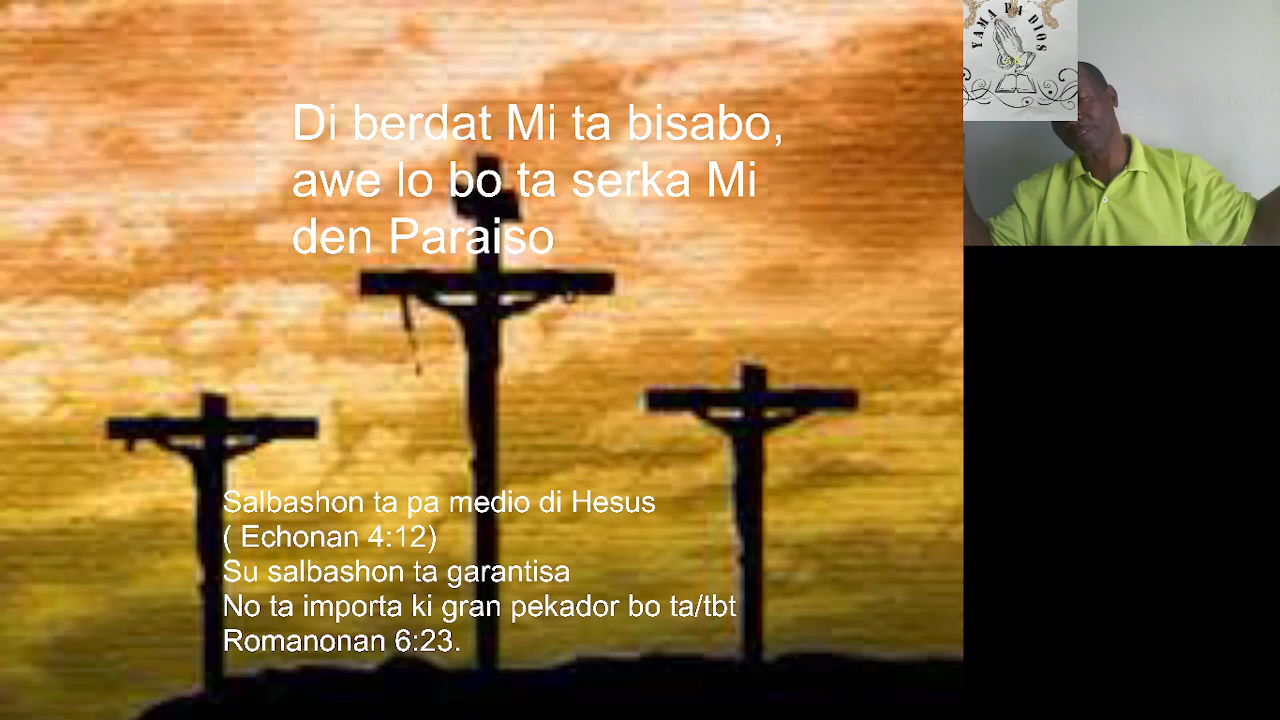 Di berdat Mi ta bisabo,
awe lo bo ta serka Mi
den Paraiso
Salbashon ta pa medio di Hesus
( Echonan 4:12)
Su salbashon ta garantisa
No ta importa ki gran pekador bo ta/tbt
Romanonan 6:23.
YAMA PA DIOS